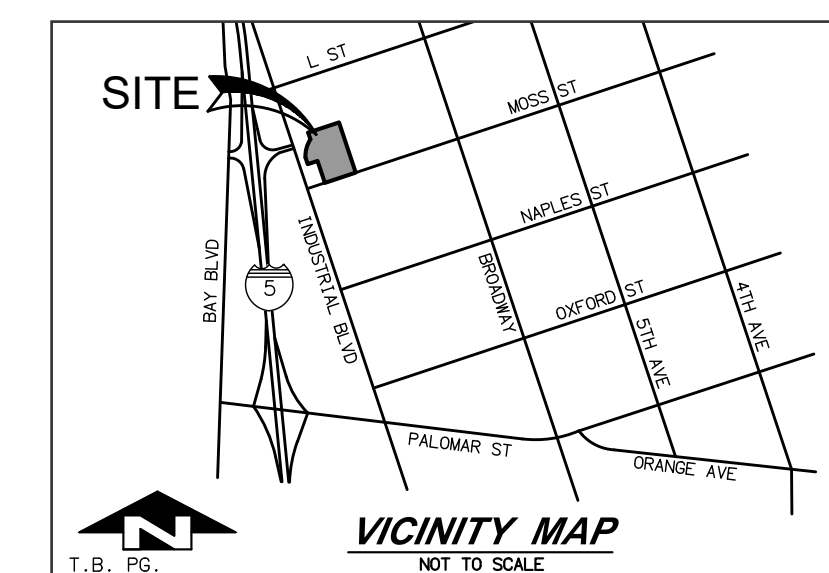 L ST
SITE
MOSS ST
NAPLES ST
BAY BLVD
INDUSTRIAL BLVD
BROADWAY
5
OXFORD ST
4TH AVE
5TH AVE
PALOMAR ST
ORANGE AVE
N
VICINITY MAP
NOT TO SCALE
T.B. PG.